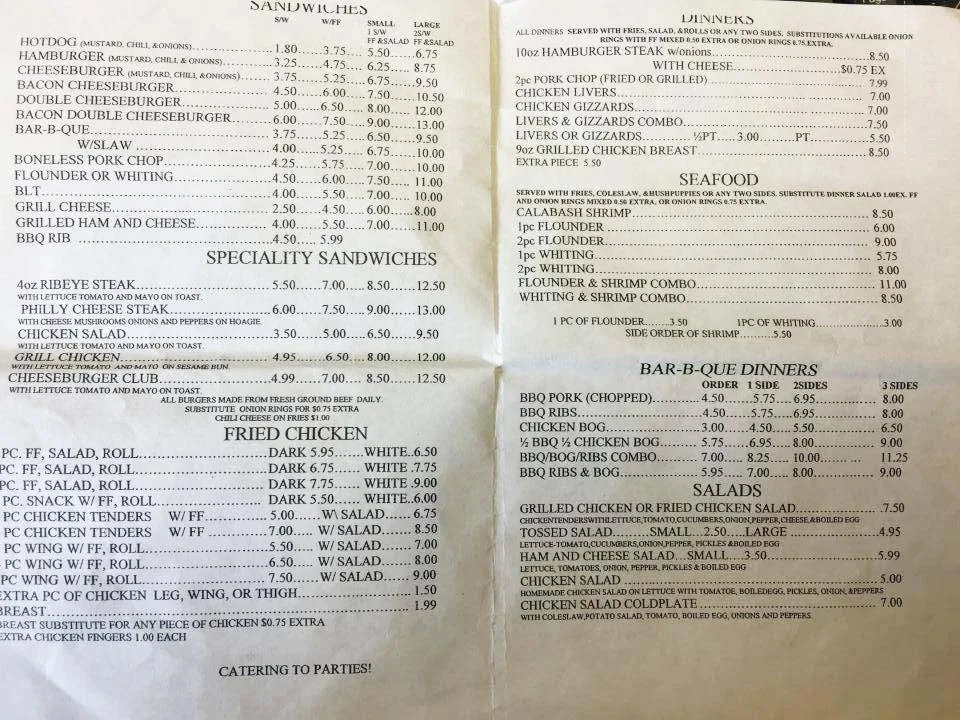 SANDWICHES
S/W W/FF SMALL LARGE
1 S/W 2S/W
FF &SALAD FF &SALAD
HOTDOG (MUSTARD, CHILI, &ONIONS)........1.80........3.75.......5.50........6.75
HAMBURGER (MUSTARD, CHILI, & ONIONS)........3.25........4.75......6.25.......8.75
CHEESEBURGER (MUSTARD, CHILI, &ONIONS)........3.75......5.25.......6.75........9.50
BACON CHEESEBURGER........4.50......6.00.......7.50........10.50
DOUBLE CHEESEBURGER........5.00......6.50.......8.00.......12.00
BACON DOUBLE CHEESEBURGER........6.00......7.50.......9.00.......13.00
BAR-B-QUE........3.75......5.25.......6.50.......9.50
W/SLAW........4.00......5.25.......6.75.......10.00
BONELESS PORK CHOP........4.25......5.75.......7.00.......10.00
FLOUNDER OR WHITING........4.50......6.00.......7.50.......11.00
BLT........4.00......5.50.......7.00.......10.00
GRILL CHEESE........2.50......4.50.......6.00.......8.00
GRILLED HAM AND CHEESE........4.00......5.50.......7.00.......11.00
BBQ RIB........4.50......5.99
SPECIALITY SANDWICHES
4oz RIBEYE STEAK........5.50......7.00........8.50.......12.50
WITH LETTUCE TOMATO AND MAYO ON TOAST.
PHILLY CHEESE STEAK........6.00......7.50.......9.00.......13.00
WITH CHEESE MUSHROOMS ONIONS AND PEPPERS ON HOAGIE.
CHICKEN SALAD........3.50......5.00.......6.50.......9.50
WITH LETTUCE TOMATO AND MAYO ON TOAST.
GRILL CHICKEN........4.95........6.50.....8.00.......12.00
WITH LETTUCE TOMATO AND MATO ON SESAME BUN.
CHEESEBURGER CLUB........4.99......7.00........8.50.......12.50
WITH LETTUCE TOMATO AND MAYO ON TOAST.
ALL BURGERS MADE FROM FRESH GROUND BEEF DAILY.
SUBSTITUTE ONION RINGS FOR $0.75 EXTRA
CHILI CHEESE ON FRIES $1.00
FRIED CHICKEN
PC. FF, SALAD, ROLL........DARK 5.95......WHITE..6.50
PC. FF, SALAD, ROLL........DARK 6.75......WHITE .7.75
PC. FF, SALAD, ROLL........DARK 7.75......WHITE .9.00
PC. SNACK W/ FF, ROLL........DARK 5.50......WHITE..6.00
PC CHICKEN TENDERS W/ FF........5.00......W\ SALAD.......6.75
PC CHICKEN TENDERS W/ FF........7.00......W/ SALAD.......8.50
PC WING W/ FF, ROLL........5.50......W/ SALAD.......7.00
PC WING W/ FF, ROLL........6.50......W/ SALAD.......8.00
PC WING W/ FF, ROLL........7.50......W/ SALAD.......9.00
EXTRA PC OF CHICKEN LEG, WING, OR THIGH........1.50
BREAST........1.99
BREAST SUBSTITUTE FOR ANY PIECE OF CHICKEN $0.75 EXTRA
EXTRA CHICKEN FINGERS 1.00 EACH
CATERING TO PARTIES!
DINNERS
ALL DINNERS SERVED WITH FRIES, SALAD, &ROLLS OR ANY TWO SIDES. SUBSTITUTIONS AVAILABLE ONION
RINGS WITH FF MIXED 0.50 EXTRA OR ONION RINGS 0.75.EXTRA.
10oz HAMBURGER STEAK w/onions........8.50
WITH CHEESE........$0.75 EX
2pc PORK CHOP (FRIED OR GRILLED)........7.99
CHICKEN LIVERS........7.00
CHICKEN GIZZARDS........7.00
LIVERS & GIZZARDS COMBO........7.50
LIVERS OR GIZZARDS........½PT....3.00........PT........5.50
9oz GRILLED CHICKEN BREAST........8.50
EXTRA PIECE 5.50
SEAFOOD
SERVED WITH FRIES, COLESLAW, &HUSHPUPPIES OR ANY TWO SIDES. SUBSTITUTE DINNER SALAD 1.00EX. FF
AND ONION RINGS MIXED 0.50 EXTRA, OR ONION RINGS 0.75 EXTRA.
CALABASH SHRIMP........8.50
1pc FLOUNDER........6.00
2pc FLOUNDER........9.00
1pc WHITING........5.75
2pc WHITING........8.00
FLOUNDER & SHRIMP COMBO........11.00
WHITING & SHRIMP COMBO........8.50
1 PC OF FLOUNDER........3.50 1PC OF WHITING........3.00
SIDE ORDER OF SHRIMP........5.50
BAR-B-QUE DINNERS
ORDER 1 SIDE 2SIDES 3 SIDES
BBQ PORK (CHOPPED)........4.50......5.75.....6.95........8.00
BBQ RIBS........4.50......5.75.....6.95........8.00
CHICKEN BOG........3.00......4.50.....5.50........6.50
½ BBQ ½ CHICKEN BOG........5.75......6.95.....8.00........9.00
BBQ/BOG/RIBS COMBO........7.00......8.25.....10.00........11.25
BBQ RIBS & BOG........5.95......7.00.....8.00........9.00
SALADS
GRILLED CHICKEN OR FRIED CHICKEN SALAD........7.50
CHICKENTENDERSWITHLETTUCE,TOMATO,CUCUMBERS,ONION,PEPPER,CHEESE,&BOILED EGG
TOSSED SALAD........SMALL...2.50....LARGE........4.95
LETTUCE-TOMATO,CUCUMBERS,ONION,PEPPER, PICKLES &BOILED EGG
HAM AND CHEESE SALAD...SMALL....3.50........5.99
LETTUCE, TOMATOES, ONION, PEPPER, PICKLES & BOILED EGG
CHICKEN SALAD........5.00
HOMEMADE CHICKEN SALAD ON LETTUCE WITH TOMATOE, BOILEDEGG, PICKLES, ONION, &PEPPERS
CHICKEN SALAD COLDPLATE........7.00
WITH COLESLAW,POTATO SALAD, TOMATO, BOILED EGG, ONIONS AND PEPPERS.